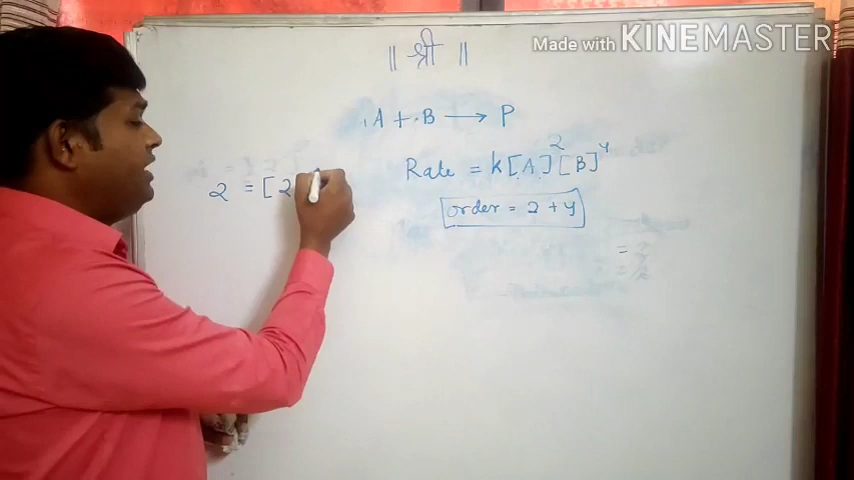 Made with KINEMASTER
|| श्री ||
A + B → P
Rate = k[A]² [B]^y
order = 2 + y
2 = [2